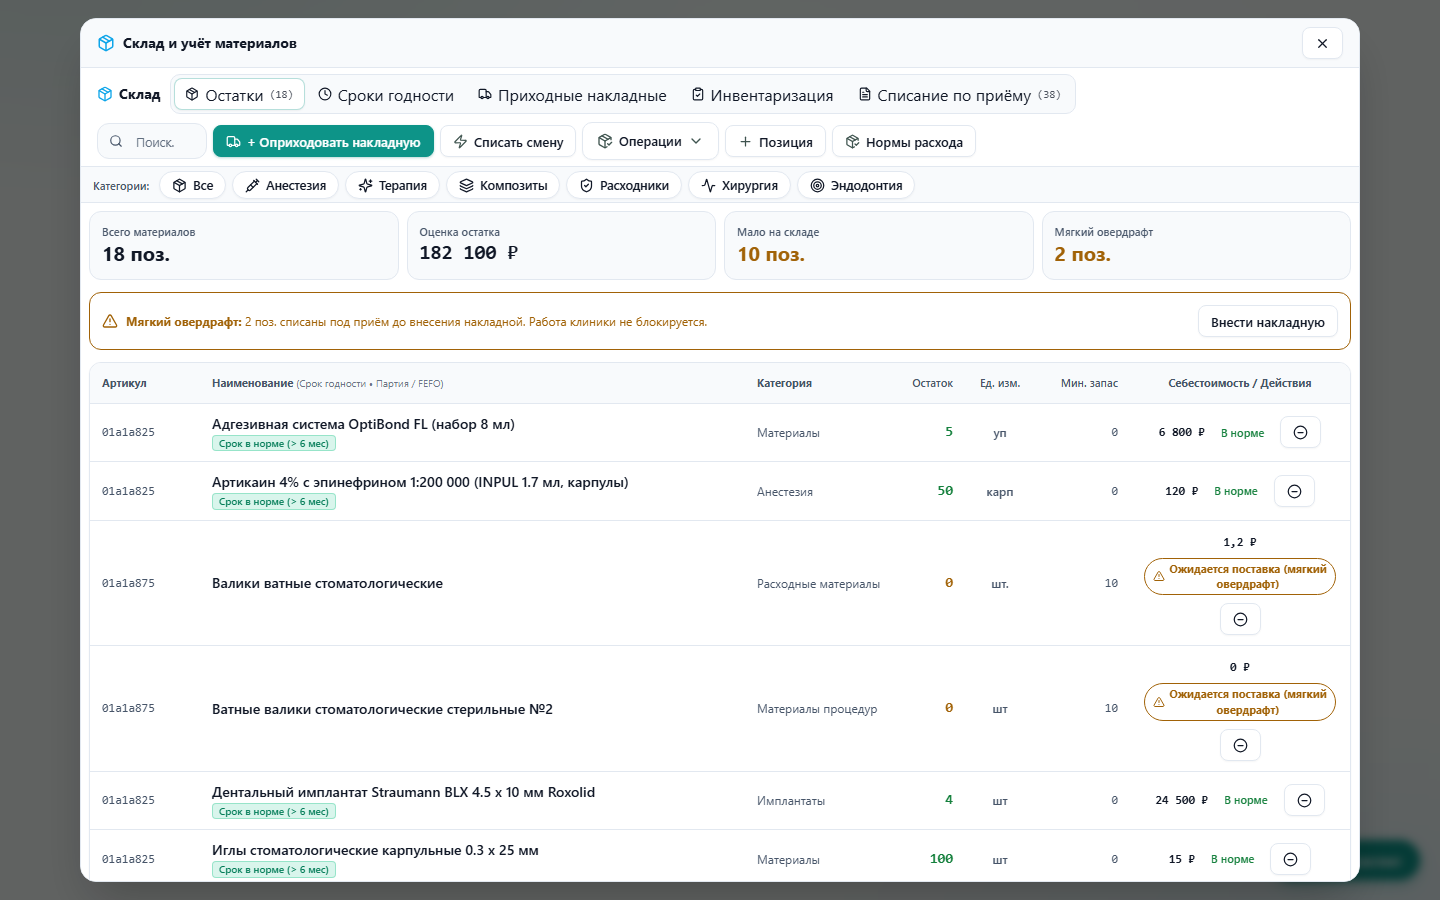 Склад и учёт материалов
Склад
Остатки (18)
Сроки годности
Приходные накладные
Инвентаризация
Списание по приёму (38)
Поиск.
+ Оприходовать накладную
Списать смену
Операции
Позиция
Нормы расхода
Категории:
Все
Анестезия
Терапия
Композиты
Расходники
Хирургия
Эндодонтия
Всего материалов
18 поз.
Оценка остатка
182 100 ₽
Мало на складе
10 поз.
Мягкий овердрафт
2 поз.
Мягкий овердрафт: 2 поз. списаны под приём до внесения накладной. Работа клиники не блокируется.
Внести накладную
Артикул
Наименование (Срок годности • Партия / FEFO)
Категория
Остаток
Ед. изм.
Мин. запас
Себестоимость / Действия
01a1a825
Адгезивная система OptiBond FL (набор 8 мл)
Срок в норме (> 6 мес)
Материалы
5
уп
0
6 800 ₽
В норме
01a1a825
Артикаин 4% с эпинефрином 1:200 000 (INPUL 1.7 мл, карпулы)
Срок в норме (> 6 мес)
Анестезия
50
карп
0
120 ₽
В норме
01a1a875
Валики ватные стоматологические
Расходные материалы
0
шт.
10
1,2 ₽
Ожидается поставка (мягкий
овердрафт)
01a1a875
Ватные валики стоматологические стерильные №2
Материалы процедур
0
шт
10
0 ₽
Ожидается поставка (мягкий
овердрафт)
01a1a825
Дентальный имплантат Straumann BLX 4.5 x 10 мм Roxolid
Срок в норме (> 6 мес)
Имплантаты
4
шт
0
24 500 ₽
В норме
01a1a825
Иглы стоматологические карпульные 0.3 x 25 мм
Срок в норме (> 6 мес)
Материалы
100
шт
0
15 ₽
В норме